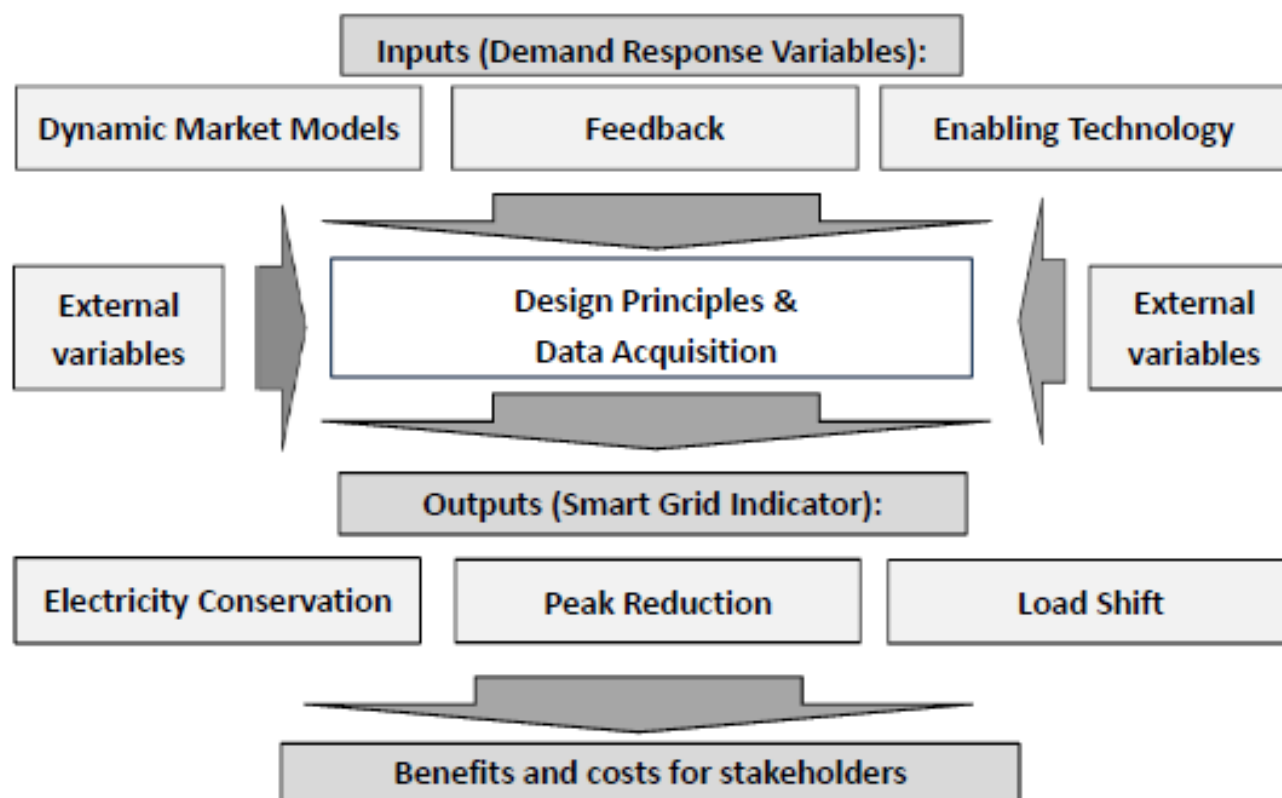 Inputs (Demand Response Variables):
Dynamic Market Models
Feedback
Enabling Technology
External
variables
Design Principles &
Data Acquisition
External
variables
Outputs (Smart Grid Indicator):
Electricity Conservation
Peak Reduction
Load Shift
Benefits and costs for stakeholders